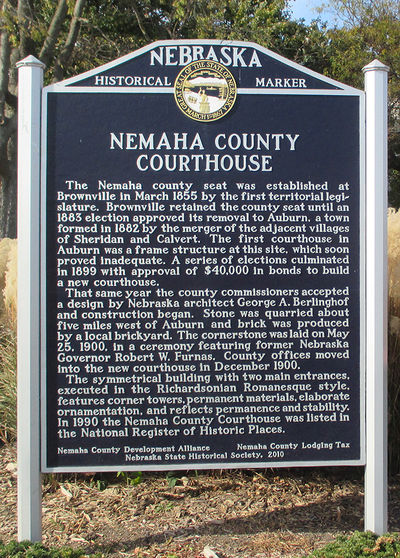 NEBRASKA
HISTORICAL MARKER
NEMAHA COUNTY
COURTHOUSE
The Nemaha county seat was established at
Brownville in March 1855 by the first territorial legi-
slature. Brownville retained the county seat until an
1883 election approved its removal to Auburn, a town
formed in 1882 by the merger of the adjacent villages
of Sheridan and Calvert. The first courthouse in
Auburn was a frame structure at this site, which soon
proved inadequate. A series of elections culminated
in 1899 with approval of $40,000 in bonds to build
a new courthouse.
That same year the county commissioners accepted
a design by Nebraska architect George A. Berlinghof
and construction began. Stone was quarried about
five miles west of Auburn and brick was produced
by a local brickyard. The cornerstone was laid on May
25, 1900, in a ceremony featuring former Nebraska
Governor Robert W. Furnas. County offices moved
into the new courthouse in December 1900.
The symmetrical building with two main entrances,
executed in the Richardsonian Romanesque style,
features corner towers, permanent materials, elaborate
ornamentation, and reflects permanence and stability.
In 1990 the Nemaha County Courthouse was listed in
the National Register of Historic Places.
Nemaha County Development Alliance Nemaha County Lodging Tax
Nebraska State Historical Society, 2010